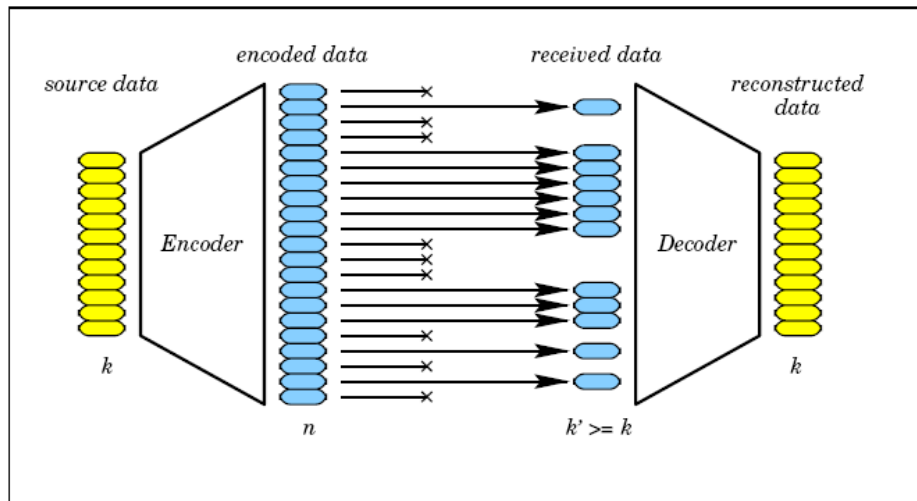 encoded data
received data
source data
reconstructed
data
Encoder
Decoder
k
k
n
k' >= k